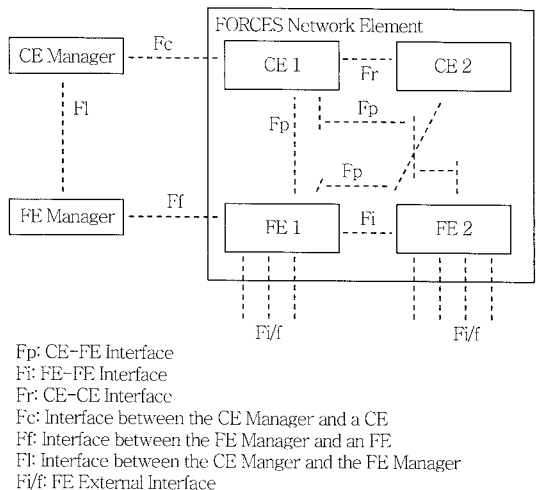 FORCES Network Element
CE Manager
Fc
CE 1
Fr
CE 2
Fl
Fp
Fp
Fp
FE Manager
Ff
FE 1
Fi
FE 2
Fi/f
Fi/f
Fp: CE-FE Interface
Fi: FE-FE Interface
Fr: CE-CE Interface
Fc: Interface between the CE Manager and a CE
Ff: Interface between the FE Manager and an FE
Fl: Interface between the CE Manger and the FE Manager
Fi/f: FE External Interface